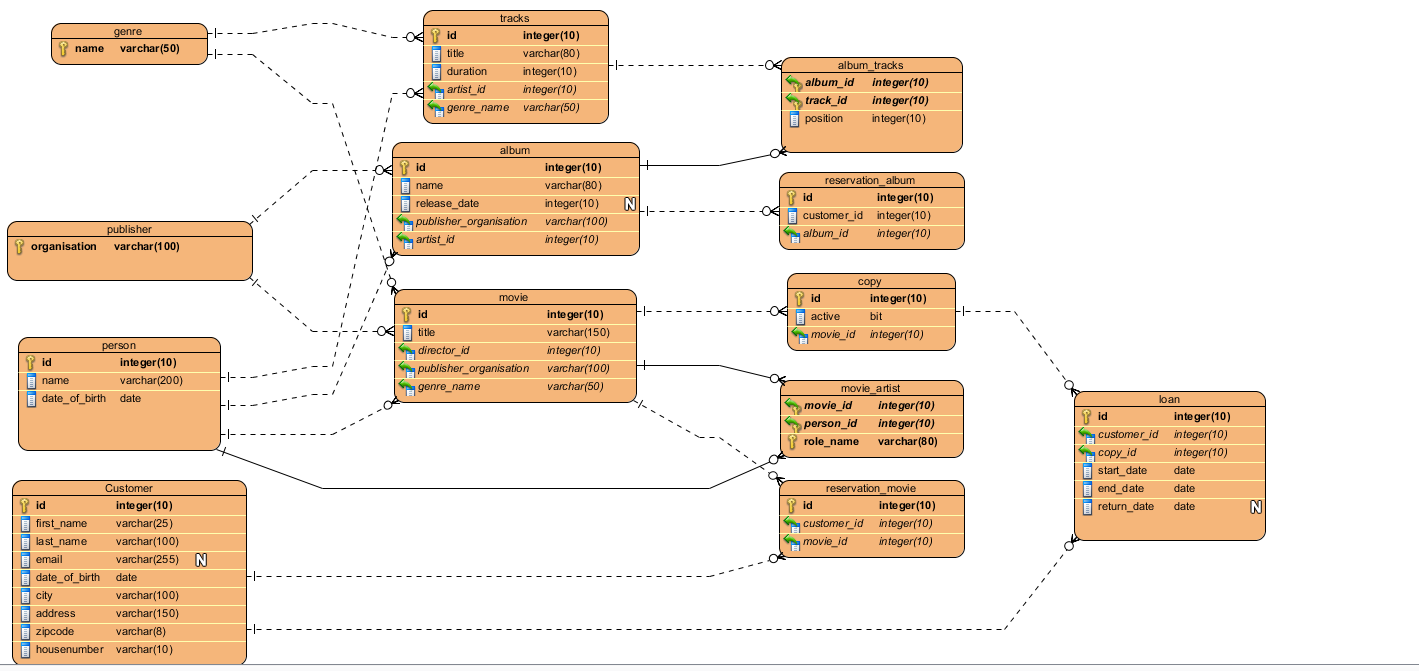 genre
name varchar(50)
tracks
id integer(10)
title varchar(80)
duration integer(10)
artist_id integer(10)
genre_name varchar(50)
album_tracks
album_id integer(10)
track_id integer(10)
position integer(10)
album
id integer(10)
name varchar(80)
release_date integer(10) N
publisher_organisation varchar(100)
artist_id integer(10)
reservation_album
id integer(10)
customer_id integer(10)
album_id integer(10)
publisher
organisation varchar(100)
copy
id integer(10)
active bit
movie_id integer(10)
movie
id integer(10)
title varchar(150)
director_id integer(10)
publisher_organisation varchar(100)
genre_name varchar(50)
person
id integer(10)
name varchar(200)
date_of_birth date
movie_artist
movie_id integer(10)
person_id integer(10)
role_name varchar(80)
loan
id integer(10)
customer_id integer(10)
copy_id integer(10)
start_date date
end_date date
return_date date N
Customer
id integer(10)
first_name varchar(25)
last_name varchar(100)
email varchar(255) N
date_of_birth date
city varchar(100)
address varchar(150)
zipcode varchar(8)
housenumber varchar(10)
reservation_movie
id integer(10)
customer_id integer(10)
movie_id integer(10)